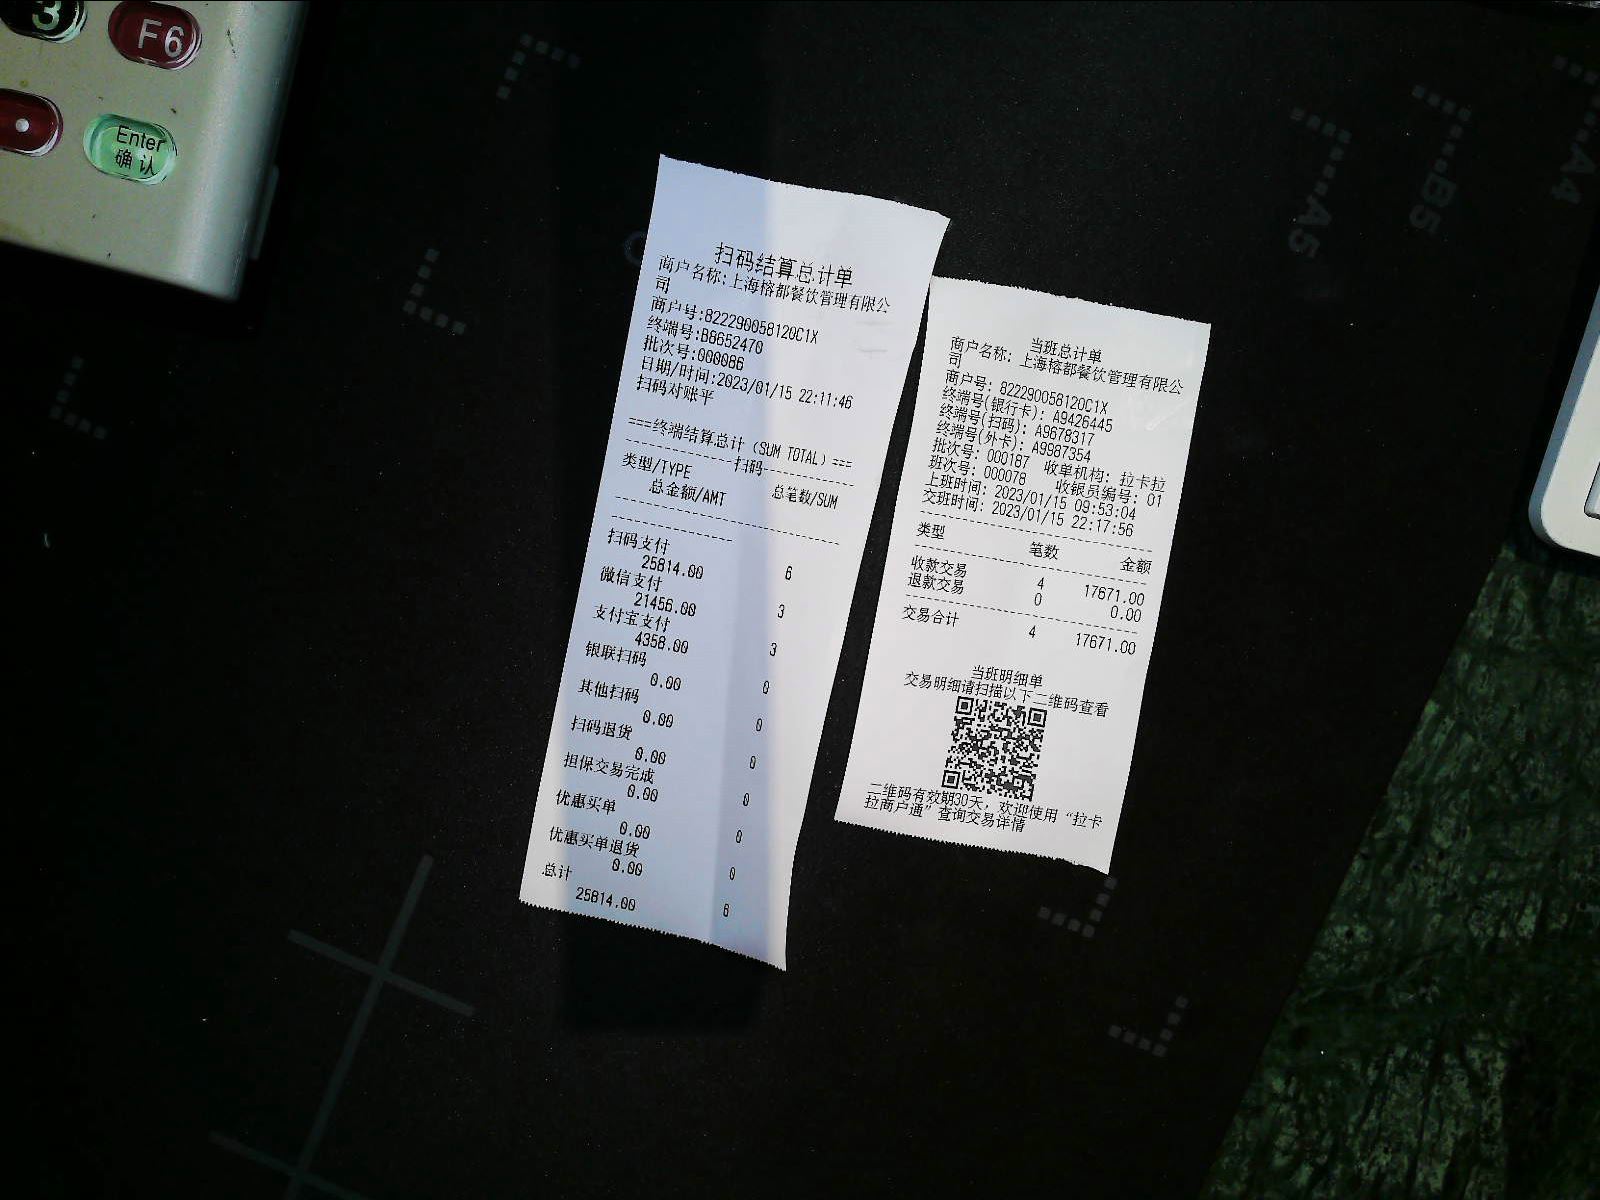 3
F6
Enter
确认
A5
B5
A4
扫码结算总计单
商户名称:上海榕都餐饮管理有限公
司
商户号:822290058120C1X
终端号:B8652470
批次号:000086
日期/时间:2023/01/15 22:11:46
扫码对账平
===终端结算总计(SUM TOTAL)===
扫码
类型/TYPE 总笔数/SUM
总金额/AMT
扫码支付
25814.00 6
微信支付
21456.00 3
支付宝支付
4358.00 3
银联扫码
0.00 0
其他扫码
0.00 0
扫码退货
0.00 0
担保交易完成
0.00 0
优惠买单
0.00 0
优惠买单退货
0.00 0
总计
25814.00 6
当班总计单
商户名称: 上海榕都餐饮管理有限公
司
商户号: 822290058120C1X
终端号(银行卡): A9426445
终端号(扫码): A9678317
终端号(外卡): A9987354
批次号: 000187 收单机构: 拉卡拉
班次号: 000078 收银员编号: 01
上班时间: 2023/01/15 09:53:04
交班时间: 2023/01/15 22:17:56
类型 笔数 金额
收款交易 4 17671.00
退款交易 0 0.00
交易合计 4 17671.00
当班明细单
交易明细请扫描以下二维码查看
二维码有效期30天，欢迎使用“拉卡
拉商户通”查询交易详情